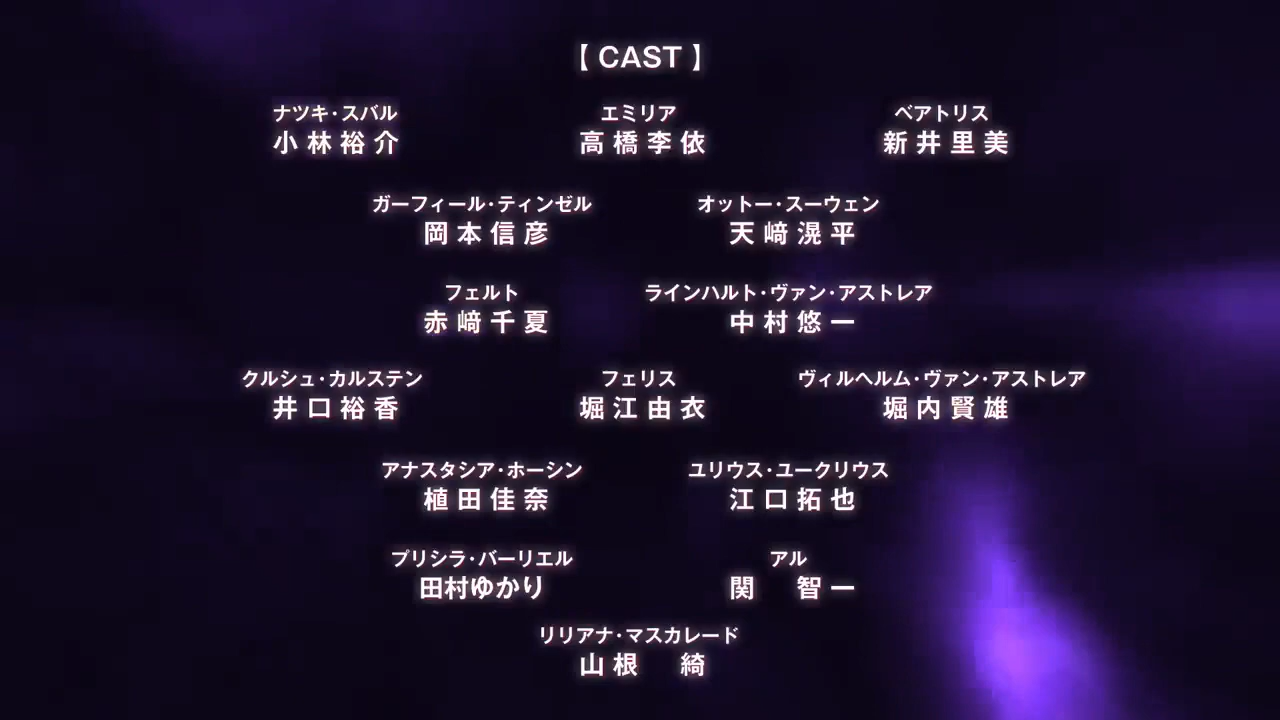 【 CAST 】
ナツキ・スバル エミリア ベアトリス
小林裕介 高橋李依 新井里美
ガーフィール・ティンゼル オットー・スーウェン
岡本信彦 天﨑滉平
フェルト ラインハルト・ヴァン・アストレア
赤﨑千夏 中村悠一
クルシュ・カルステン フェリス ヴィルヘルム・ヴァン・アストレア
井口裕香 堀江由衣 堀内賢雄
アナスタシア・ホーシン ユリウス・ユークリウス
植田佳奈 江口拓也
プリシラ・バーリエル アル
田村ゆかり 関 智一
リリアナ・マスカレード
山根 綺